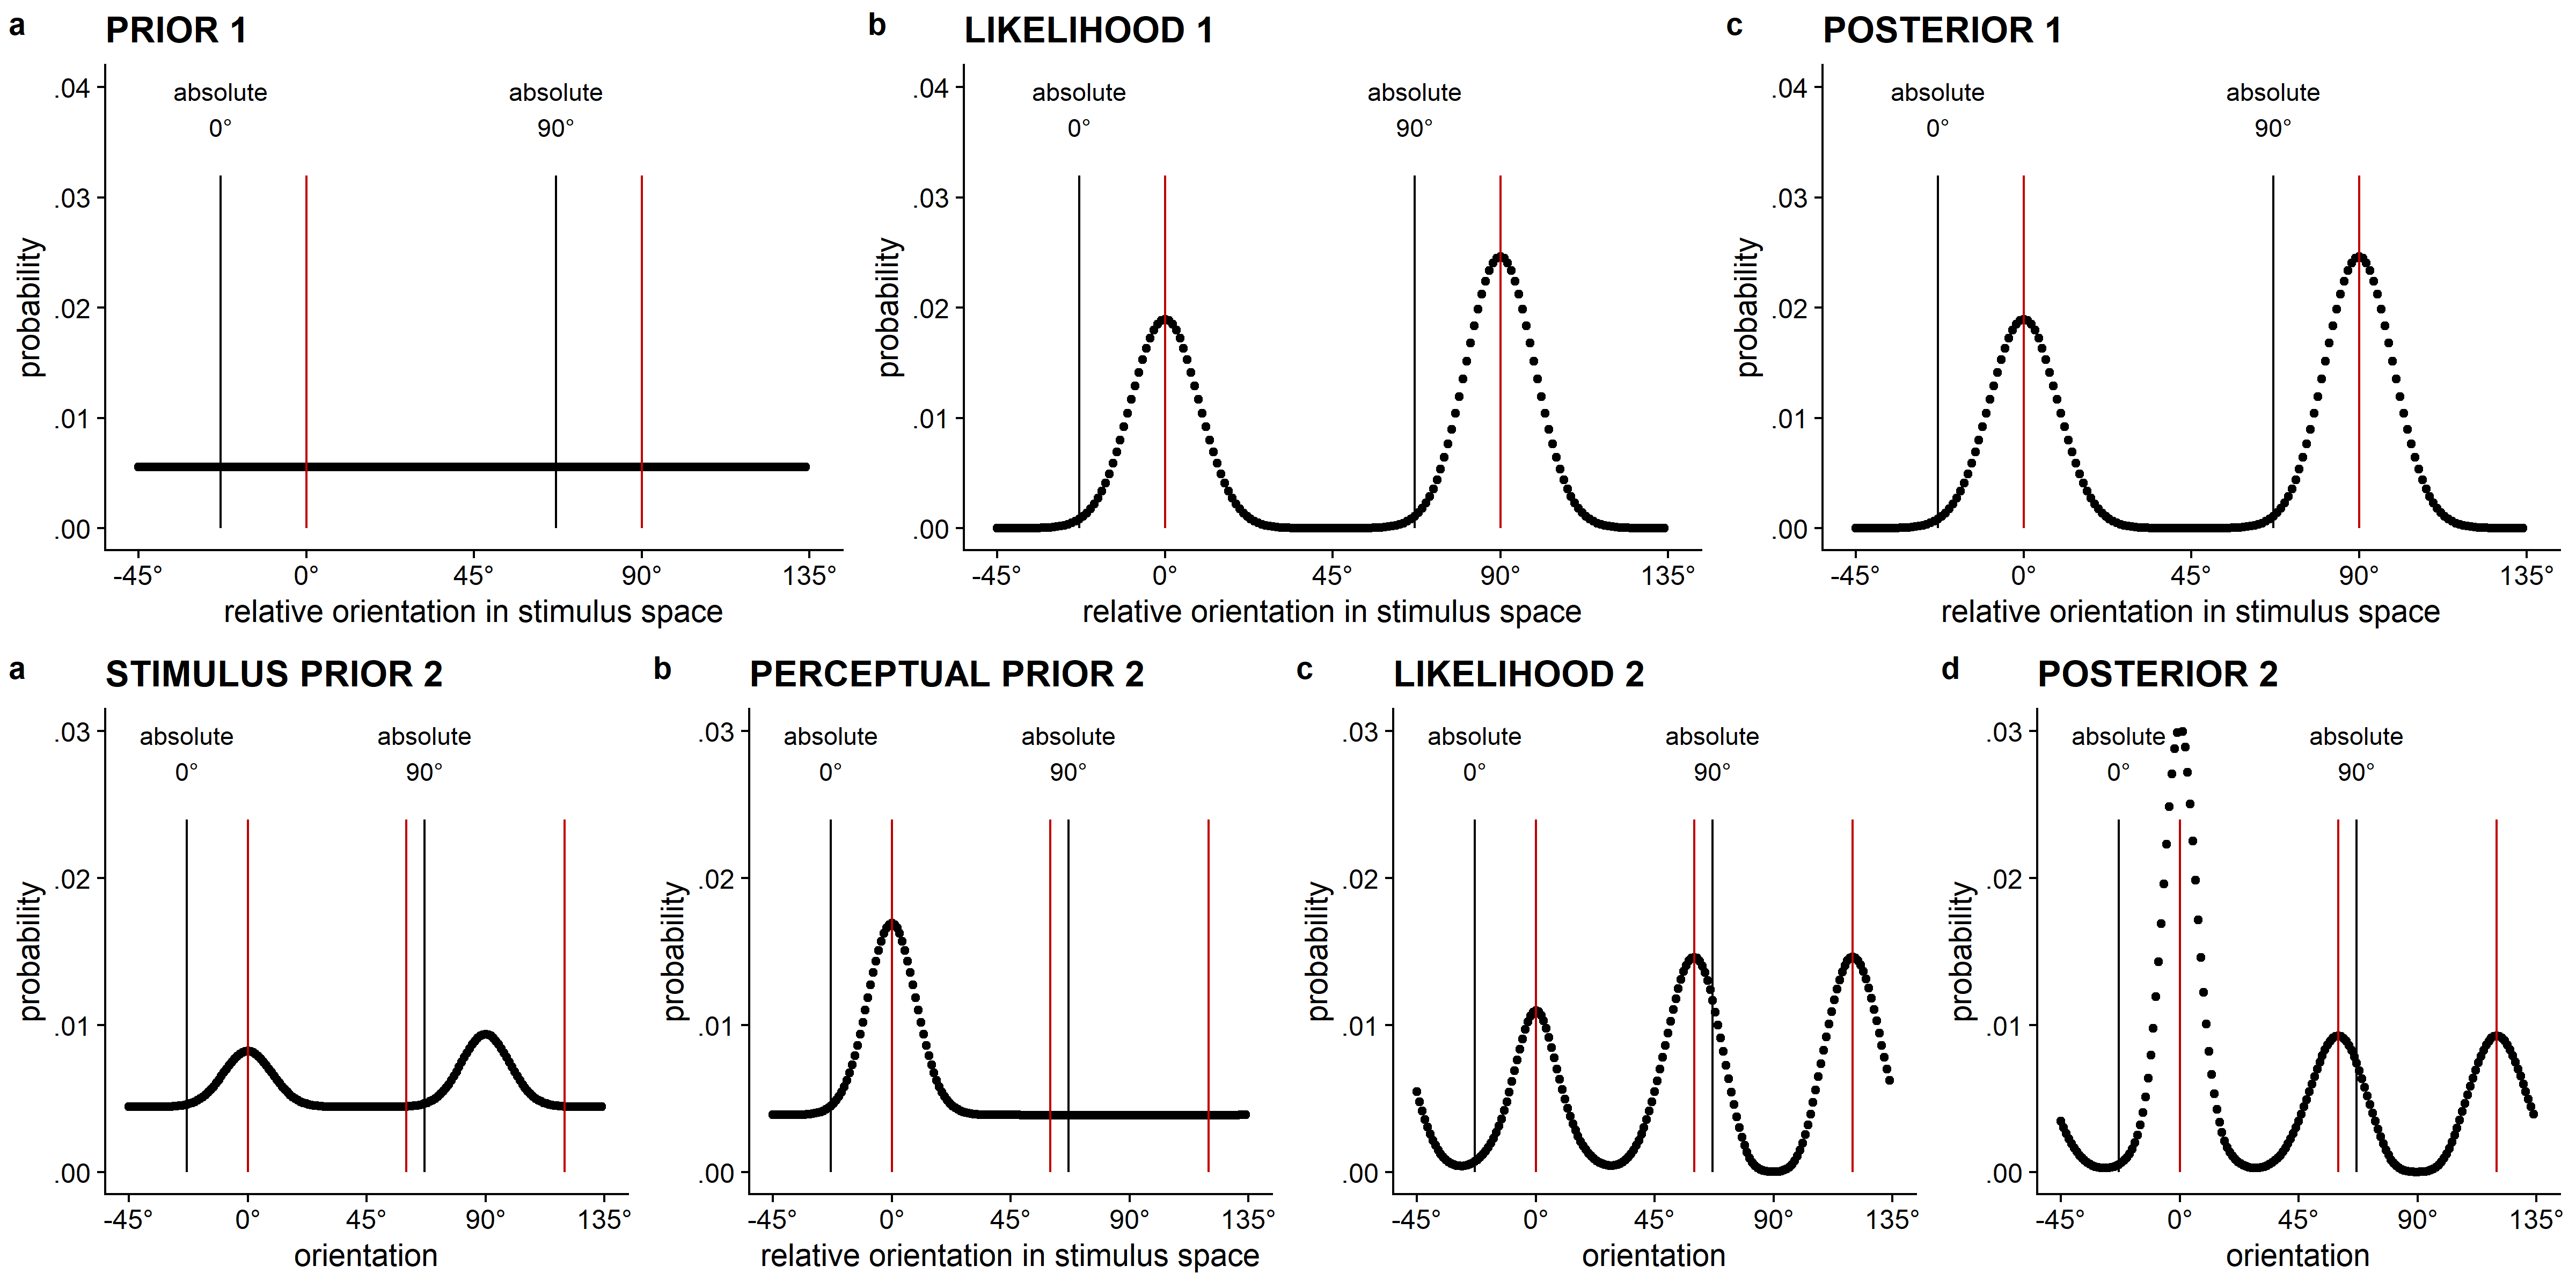 a PRIOR 1
absolute
0°
absolute
90°
.04
.03
.02
.01
.00
probability
-45° 0° 45° 90° 135°
relative orientation in stimulus space
b LIKELIHOOD 1
absolute
0°
absolute
90°
.04
.03
.02
.01
.00
probability
-45° 0° 45° 90° 135°
relative orientation in stimulus space
c POSTERIOR 1
absolute
0°
absolute
90°
.04
.03
.02
.01
.00
probability
-45° 0° 45° 90° 135°
relative orientation in stimulus space
a STIMULUS PRIOR 2
absolute
0°
absolute
90°
.03
.02
.01
.00
probability
-45° 0° 45° 90° 135°
orientation
b PERCEPTUAL PRIOR 2
absolute
0°
absolute
90°
.03
.02
.01
.00
probability
-45° 0° 45° 90° 135°
relative orientation in stimulus space
c LIKELIHOOD 2
absolute
0°
absolute
90°
.03
.02
.01
.00
probability
-45° 0° 45° 90° 135°
orientation
d POSTERIOR 2
absolute
0°
absolute
90°
.03
.02
.01
.00
probability
-45° 0° 45° 90° 135°
orientation